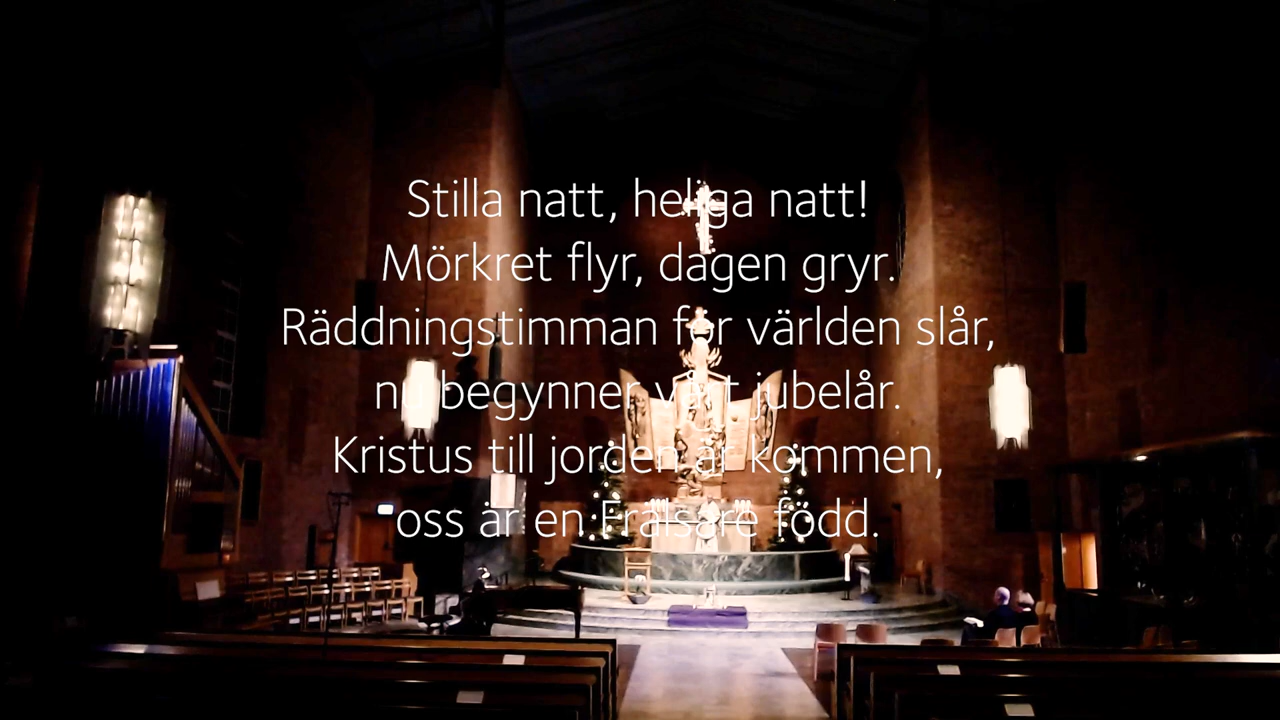 Stilla natt, heliga natt!
Mörkret flyr, dagen gryr.
Räddningstimman för världen slår,
nu begynner vårt jubelår.
Kristus till jorden är kommen,
oss är en Frälsare född.